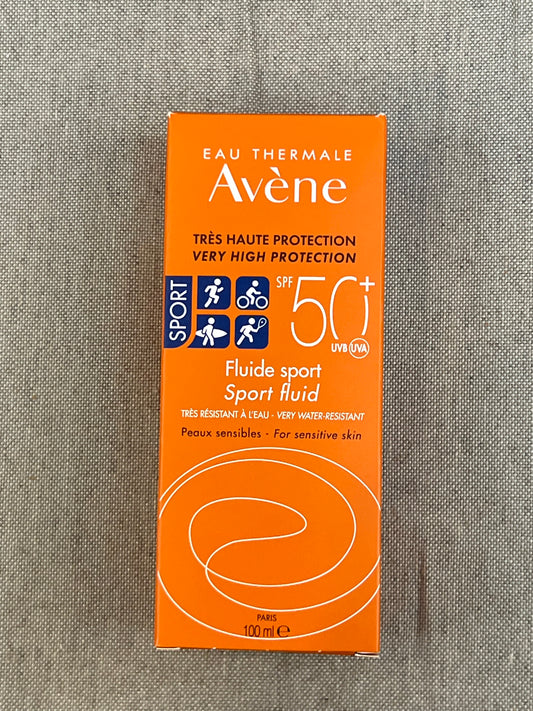 EAU THERMALE
Avène
TRÈS HAUTE PROTECTION
VERY HIGH PROTECTION
SPORT
SPF 50+
UVB UVA
Fluide sport
Sport fluid
TRÈS RÉSISTANT À L'EAU - VERY WATER-RESISTANT
Peaux sensibles - For sensitive skin
PARIS
100 ml ℮